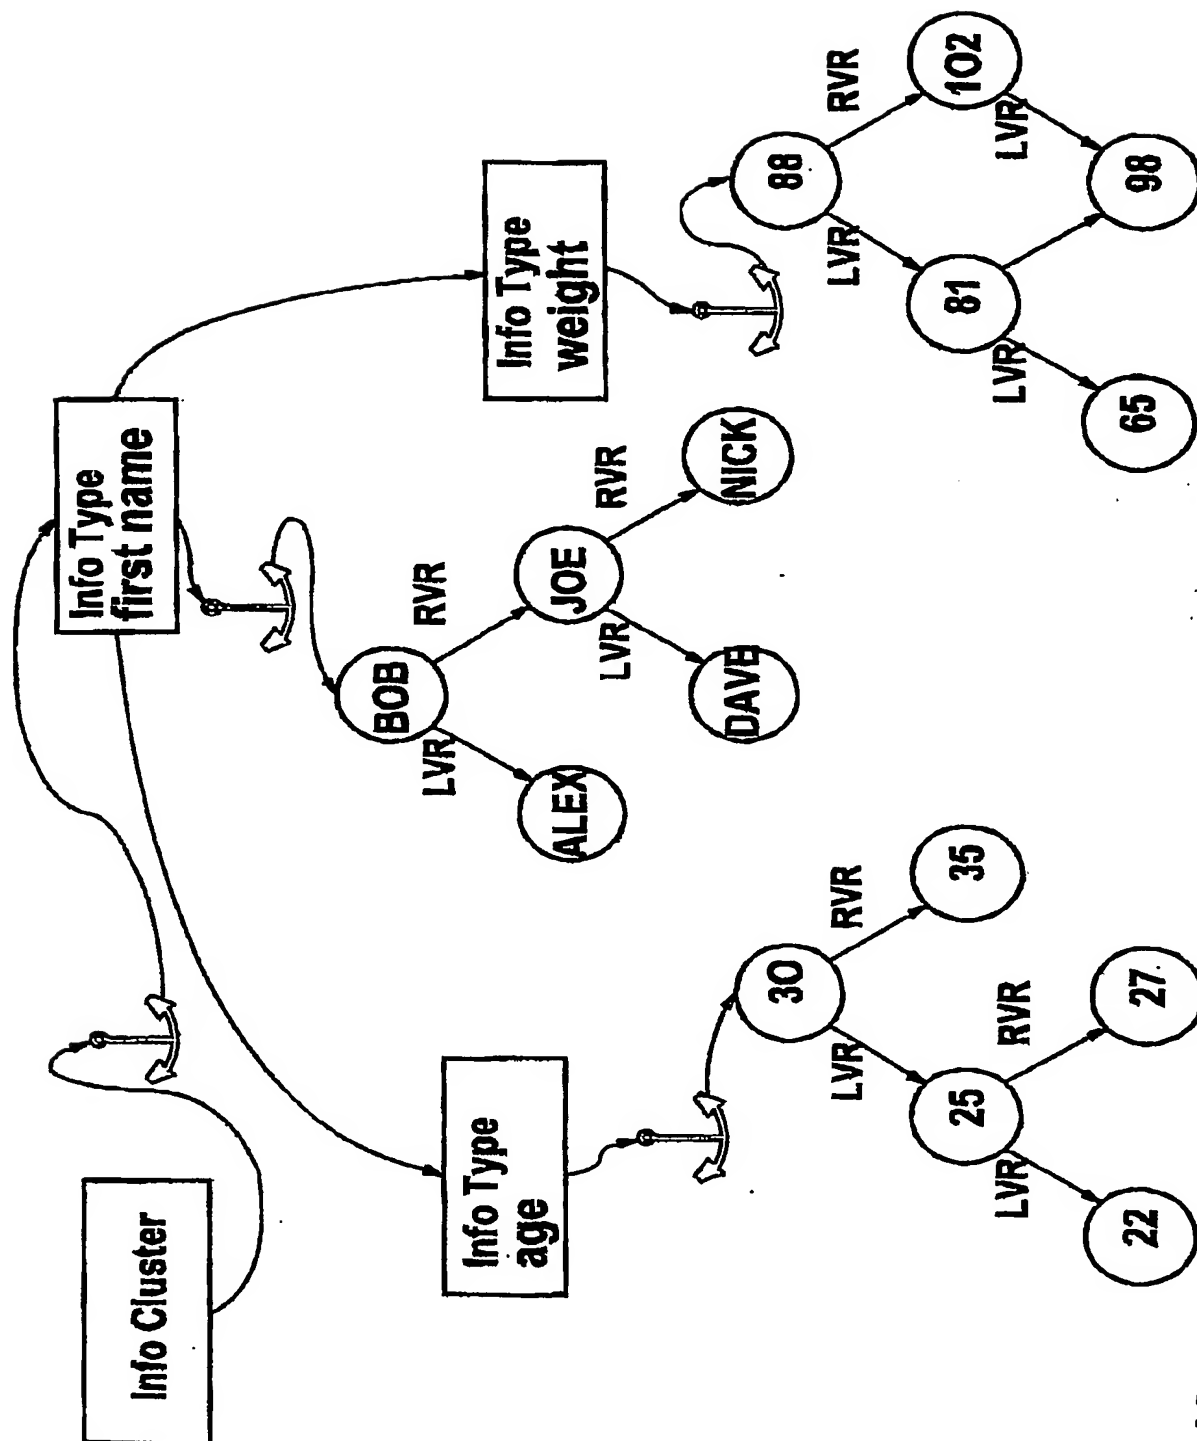 Info Cluster
Info Type
first name
Info Type
age
Info Type
weight
BOB
LVR
RVR
ALEX
JOE
LVR
RVR
DAVE
NICK
30
LVR
RVR
25
35
LVR
RVR
22
27
88
LVR
RVR
81
102
LVR
LVR
65
98